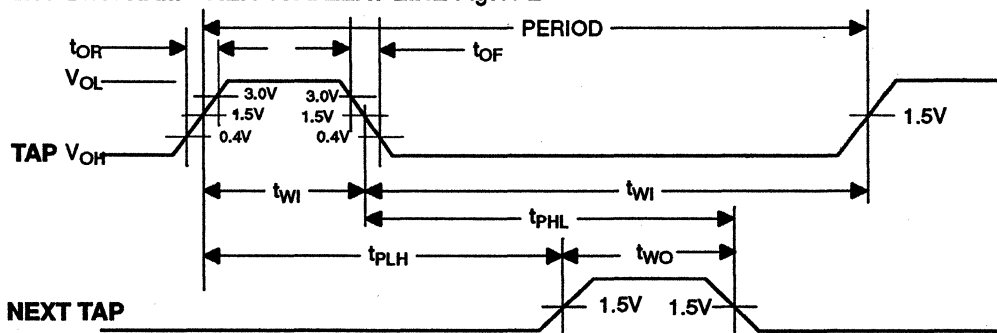 PERIOD
tOR
tOF
VOL
3.0V 3.0V
1.5V 1.5V 1.5V
0.4V 0.4V
TAP VOH
tWI tWI
tPHL
tPLH tWO
1.5V 1.5V
NEXT TAP